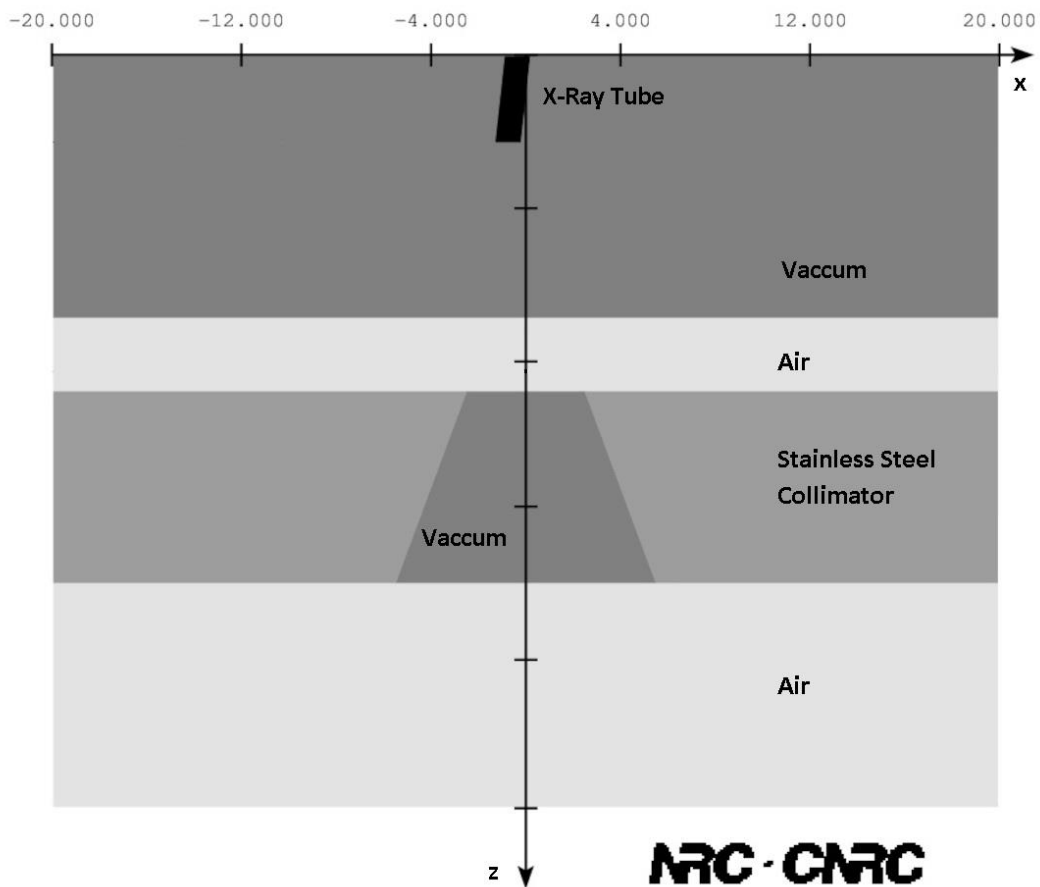 -20.000 -12.000 -4.000 4.000 12.000 20.000
x
X-Ray Tube
Vaccum
Air
Stainless Steel
Collimator
Vaccum
Air
z
NRC · CNRC